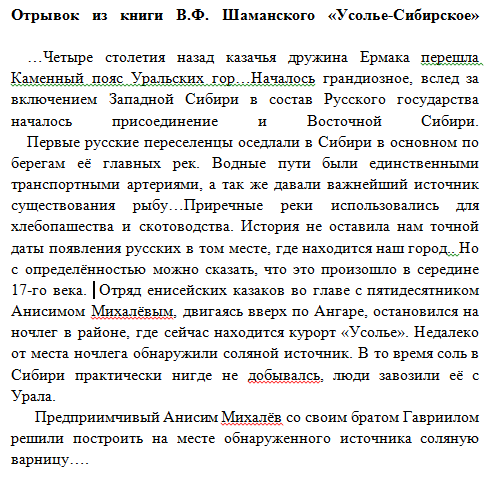 Отрывок из книги В.Ф. Шаманского «Усолье-Сибирское»
…Четыре столетия назад казачья дружина Ермака перешла
Каменный пояс Уральских гор…Началось грандиозное, вслед за
включением Западной Сибири в состав Русского государства
началось присоединение и Восточной Сибири.
Первые русские переселенцы оседлали в Сибири в основном по
берегам её главных рек. Водные пути были единственными
транспортными артериями, а так же давали важнейший источник
существования рыбу…Приречные реки использовались для
хлебопашества и скотоводства. История не оставила нам точной
даты появления русских в том месте, где находится наш город.. Но
с определённостью можно сказать, что это произошло в середине
17-го века. Отряд енисейских казаков во главе с пятидесятником
Анисимом Михалёвым, двигаясь вверх по Ангаре, остановился на
ночлег в районе, где сейчас находится курорт «Усолье». Недалеко
от места ночлега обнаружили соляной источник. В то время соль в
Сибири практически нигде не добывалсь, люди завозили её с
Урала.
Предприимчивый Анисим Михалёв со своим братом Гавриилом
решили построить на месте обнаруженного источника соляную
варницу….